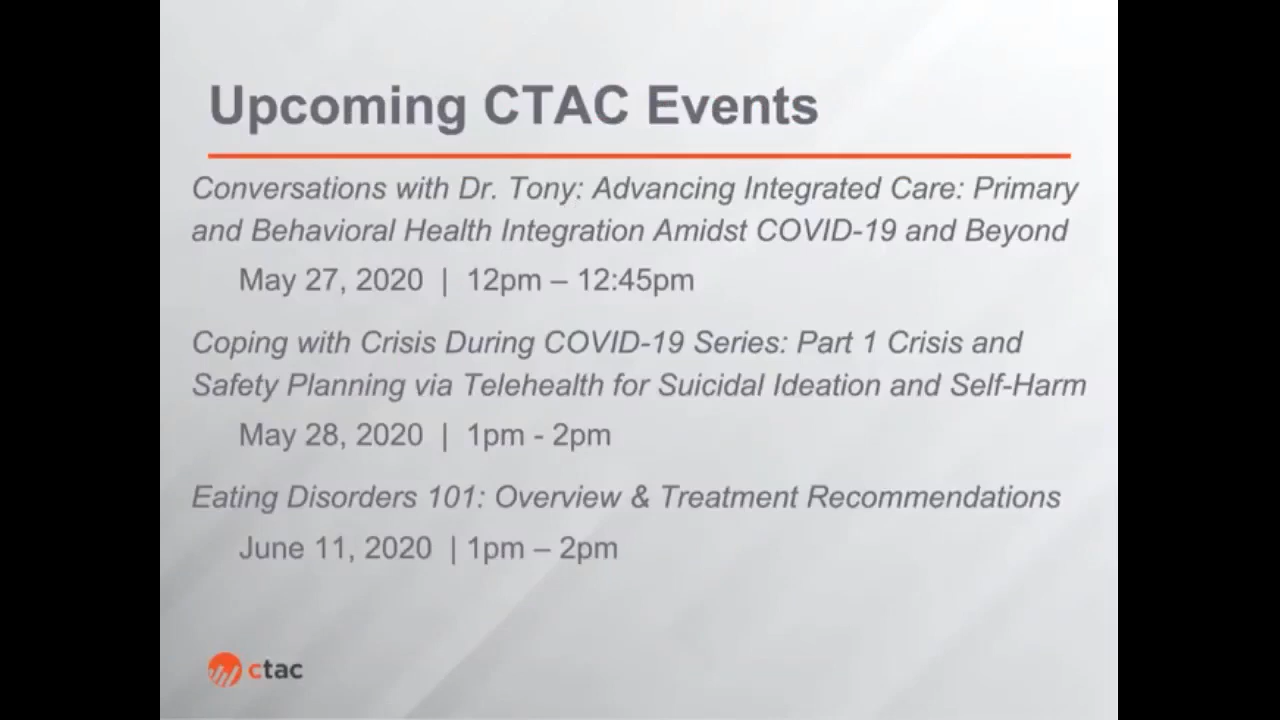 Upcoming CTAC Events
Conversations with Dr. Tony: Advancing Integrated Care: Primary
and Behavioral Health Integration Amidst COVID-19 and Beyond
May 27, 2020 | 12pm – 12:45pm
Coping with Crisis During COVID-19 Series: Part 1 Crisis and
Safety Planning via Telehealth for Suicidal Ideation and Self-Harm
May 28, 2020 | 1pm - 2pm
Eating Disorders 101: Overview & Treatment Recommendations
June 11, 2020 | 1pm – 2pm
ctac